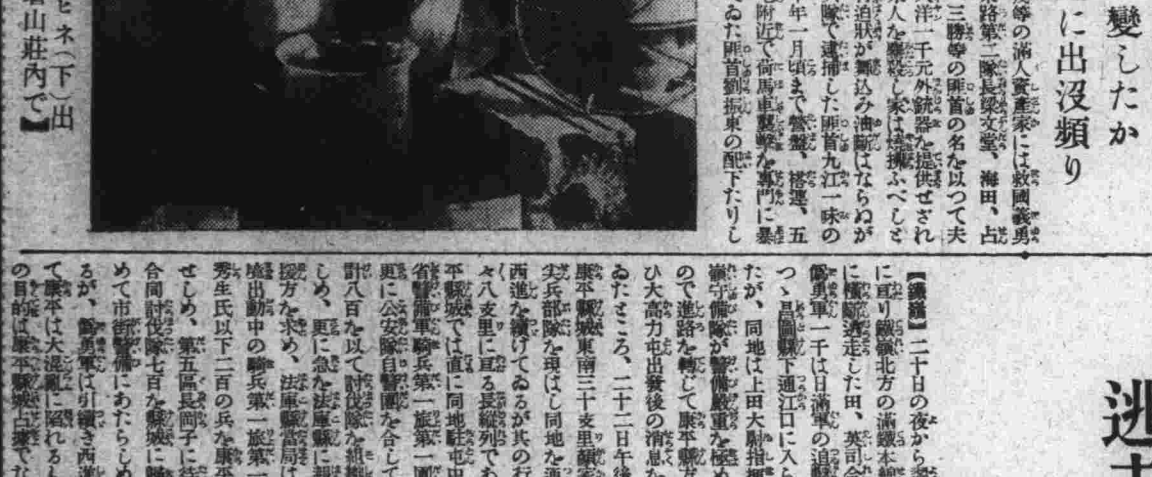 變したか
に出没頻り
等の滿人資產家には救國義勇
路第二隊長梁文堂、海田、占
三勝等の匪首の名を以つて夫
洋一千元外銃器を提供せざれ
人を鏖殺し家は燒拂ふべしと
迫狀が舞込み油斷はならぬが
隊で逮捕した匪首九江一味の
年一月頃まで營盤、搭連、五
附近で荷馬車襲擊を專門に暴
ゐた匪首劉振東の配下たりし
ヒネ(下)出
山莊内で】
逃
【鐵嶺】二十日の夜から
に亘り鐵嶺北方の滿鐵本線
に橫斷逃走した田、英司令
僞勇軍一千は日滿軍の追擊
つゝ昌圖縣下通江口に入ら
たが、同地は上田大尉指揮
嶺守備隊が警備嚴重を極め
ので進路を轉じて康平縣方
ひ大高力屯出發後の消息な
ゐたところ、二十二日午後
康平縣城東南三十支里顧家
尖兵部隊を現はし同地を
西進を續けてゐるが其の行
々八支里に亘る長縱列であ
平縣城では直に同地駐屯中
省警備軍騎兵第一旅第一團
更に公安隊自警團を合して
計八百を以て討伐隊を組織
しめ、更に急を法庫縣に報
援方を求め、法庫縣當局は
境出動中の騎兵第一旅第
秀生氏以下二百の兵を康平
せしめ、第五區長岡子に待
合同討伐隊七百を縣城に歸
めて市街警備にあたらしめ
るが、僞勇軍は引續き西進
て康平は大混亂に陷れるし
の目的は康平縣城占據でな